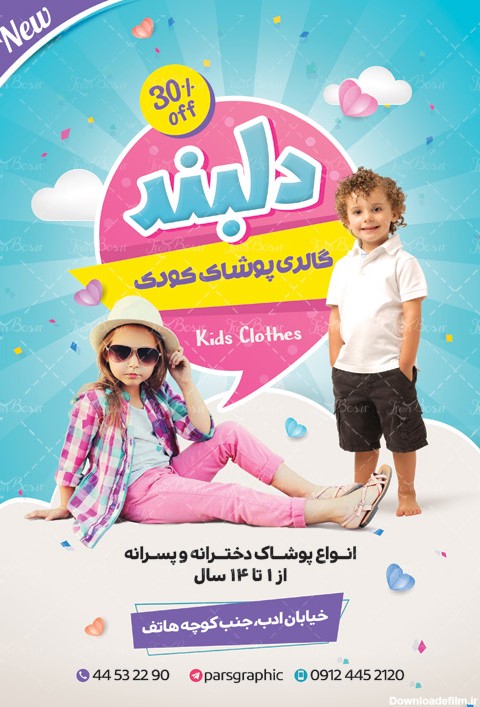 New
30%
off
دلبند
گالری پوشاک کودک
Kids Clothes
انواع پوشاک دخترانه و پسرانه
از ۱ تا ۱۴ سال
خیابان ادب، جنب کوچه هاتف
44 53 22 90
parsgraphic
0912 445 2120
Downloadefilm.ir